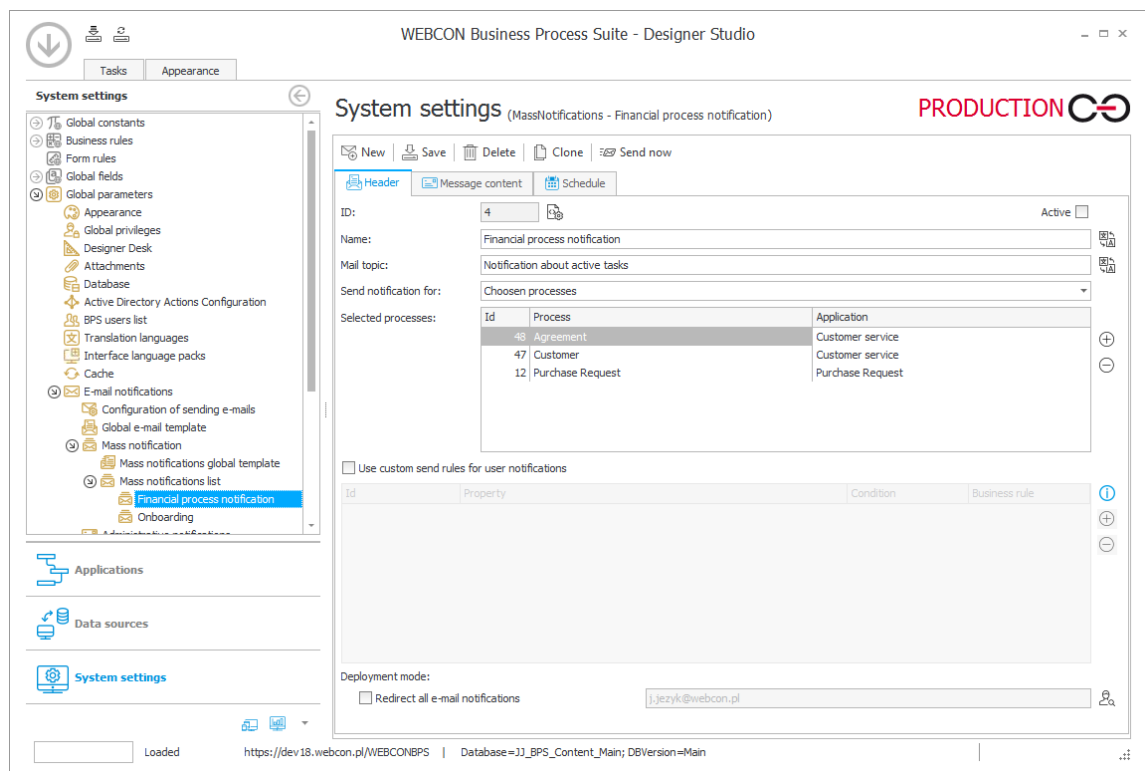 WEBCON Business Process Suite - Designer Studio
Tasks Appearance
System settings
Global constants
Business rules
Form rules
Global fields
Global parameters
Appearance
Global privileges
Designer Desk
Attachments
Database
Active Directory Actions Configuration
BPS users list
Translation languages
Interface language packs
Cache
E-mail notifications
Configuration of sending e-mails
Global e-mail template
Mass notification
Mass notifications global template
Mass notifications list
Financial process notification
Onboarding
Administrative notifications
Applications
Data sources
System settings
System settings (MassNotifications - Financial process notification)
PRODUCTION
New Save Delete Clone Send now
Header Message content Schedule
ID: 4 Active
Name: Financial process notification
Mail topic: Notification about active tasks
Send notification for: Choosen processes
Selected processes: Id Process Application
48 Agreement Customer service
47 Customer Customer service
12 Purchase Request Purchase Request
Use custom send rules for user notifications
Id Property Condition Business rule
Deployment mode:
Redirect all e-mail notifications j.jezyk@webcon.pl
Loaded https://dev18.webcon.pl/WEBCONBPS | Database=JJ_BPS_Content_Main; DBVersion=Main